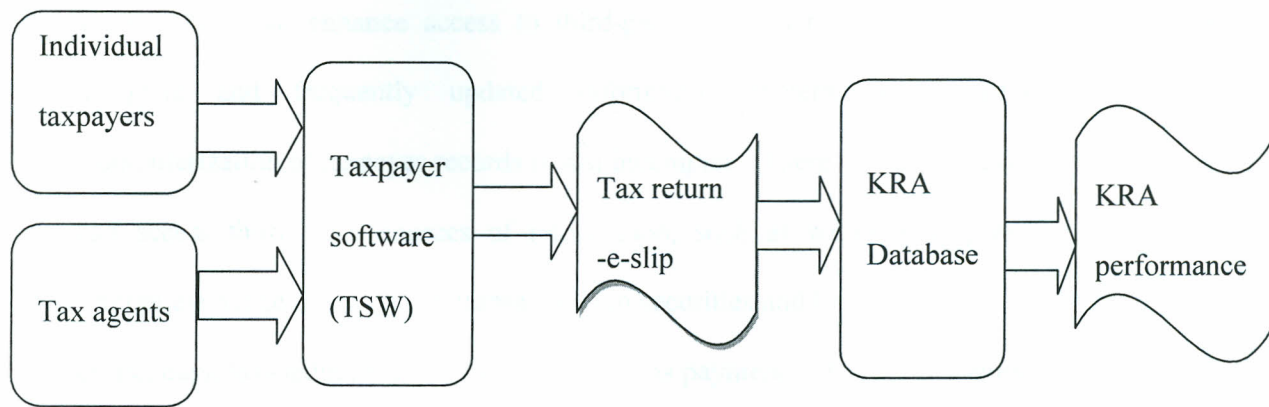 Individual
taxpayers
Tax agents
Taxpayer
software
(TSW)
Tax return
-e-slip
KRA
Database
KRA
performance